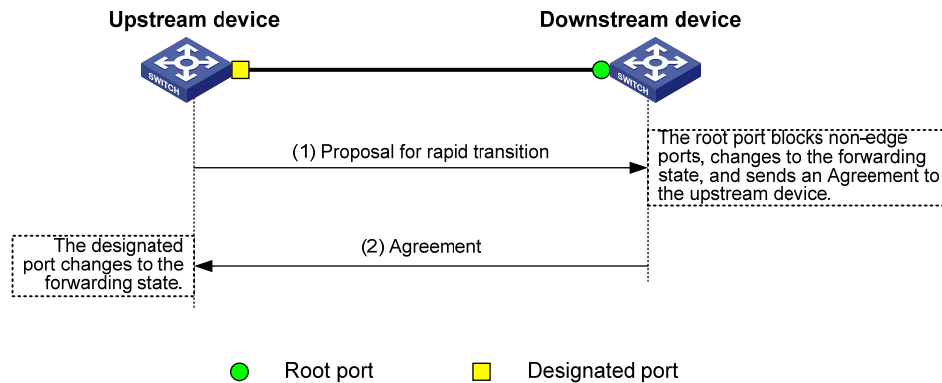 Upstream device
Downstream device
SWITCH
SWITCH
(1) Proposal for rapid transition
The root port blocks non-edge
ports, changes to the forwarding
state, and sends an Agreement to
the upstream device.
(2) Agreement
The designated
port changes to the
forwarding state.
Root port
Designated port